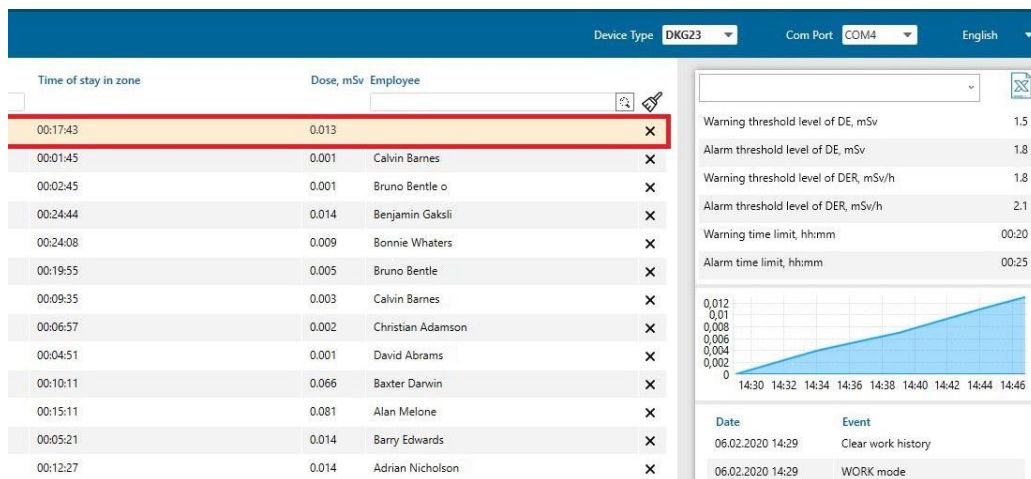 Device Type DKG23 Com Port COM4 English
Time of stay in zone Dose, mSv Employee
00:17:43 0.013
00:01:45 0.001 Calvin Barnes
00:02:45 0.001 Bruno Bentle o
00:24:44 0.014 Benjamin Gaksli
00:24:08 0.009 Bonnie Whaters
00:19:55 0.005 Bruno Bentle
00:09:35 0.003 Calvin Barnes
00:06:57 0.002 Christian Adamson
00:04:51 0.001 David Abrams
00:10:11 0.066 Baxter Darwin
00:15:11 0.081 Alan Melone
00:05:21 0.014 Barry Edwards
00:12:27 0.014 Adrian Nicholson
Warning threshold level of DE, mSv 1.5
Alarm threshold level of DE, mSv 1.8
Warning threshold level of DER, mSv/h 1.8
Alarm threshold level of DER, mSv/h 2.1
Warning time limit, hh:mm 00:20
Alarm time limit, hh:mm 00:25
0,012
0,01
0,008
0,006
0,004
0,002
0
14:30 14:32 14:34 14:36 14:38 14:40 14:42 14:44 14:46
Date Event
06.02.2020 14:29 Clear work history
06.02.2020 14:29 WORK mode